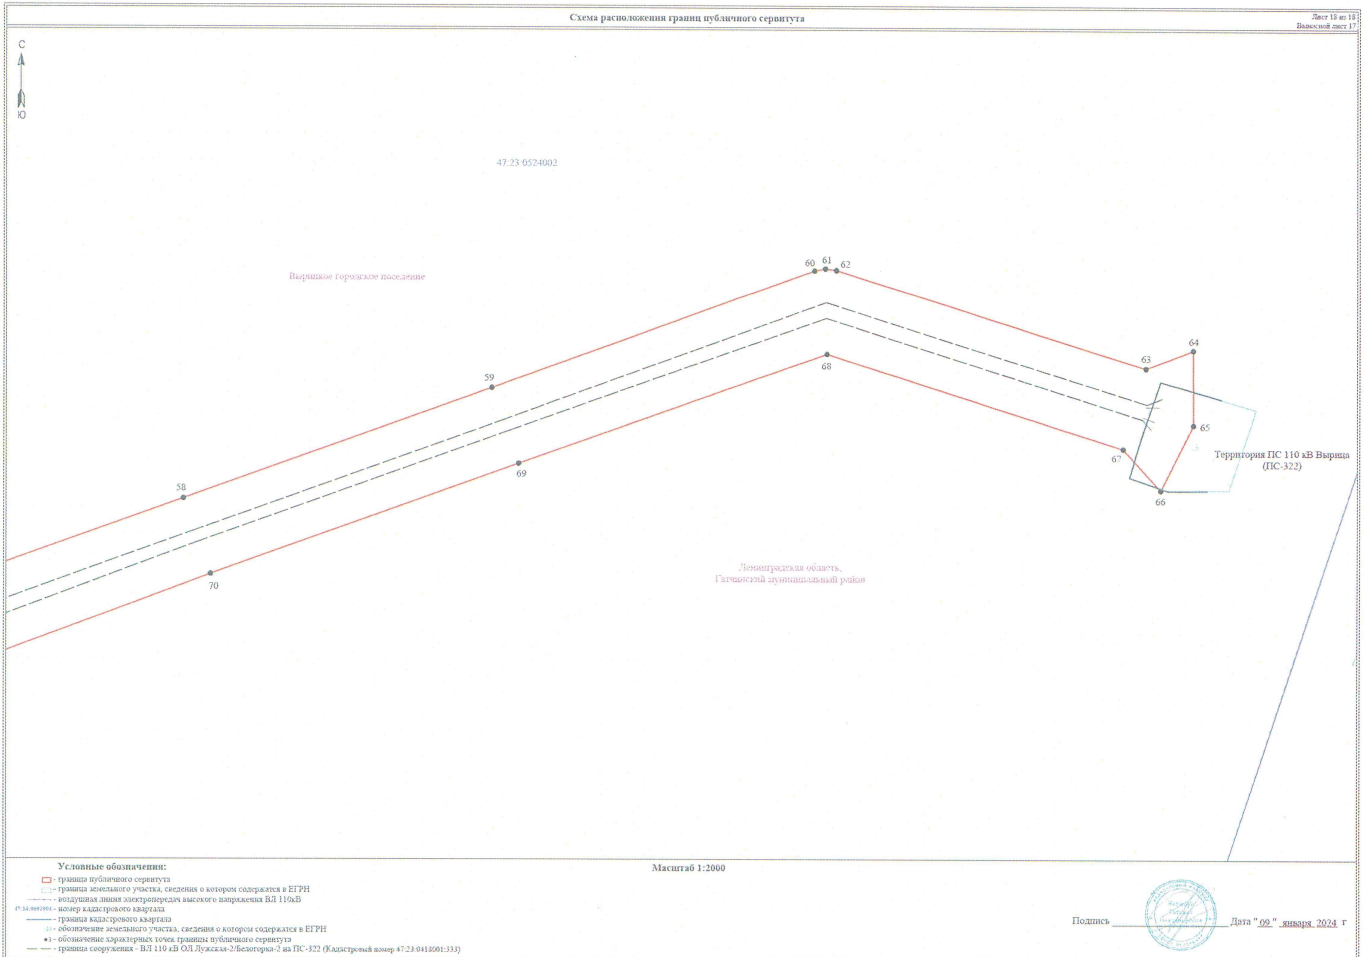 Схема расположения границ публичного сервитута
Лист 18 из 18
Выносной лист 17
С
Ю
47:23:0524002
Вырицкое городское поселение
60 61 62
64
63
59
68
65
67
Территория ПС 110 кВ Вырица
(ПС-322)
69
58
66
70
Ленинградская область,
Гатчинский муниципальный район
Условные обозначения:
Масштаб 1:2000
- граница публичного сервитута
- граница земельного участка, сведения о котором содержатся в ЕГРН
- воздушная линия электропередач высокого напряжения ВЛ 110кВ
- номер кадастрового квартала
- граница кадастрового квартала
- обозначение земельного участка, сведения о котором содержатся в ЕГРН
- обозначение характерных точек границы публичного сервитута
- граница сооружения - ВЛ 110 кВ ОЛ Лужская-2/Белогорка-2 на ПС-322 (Кадастровый номер 47:23:0418001:333)
Подпись Дата " 09 " января 2024 г